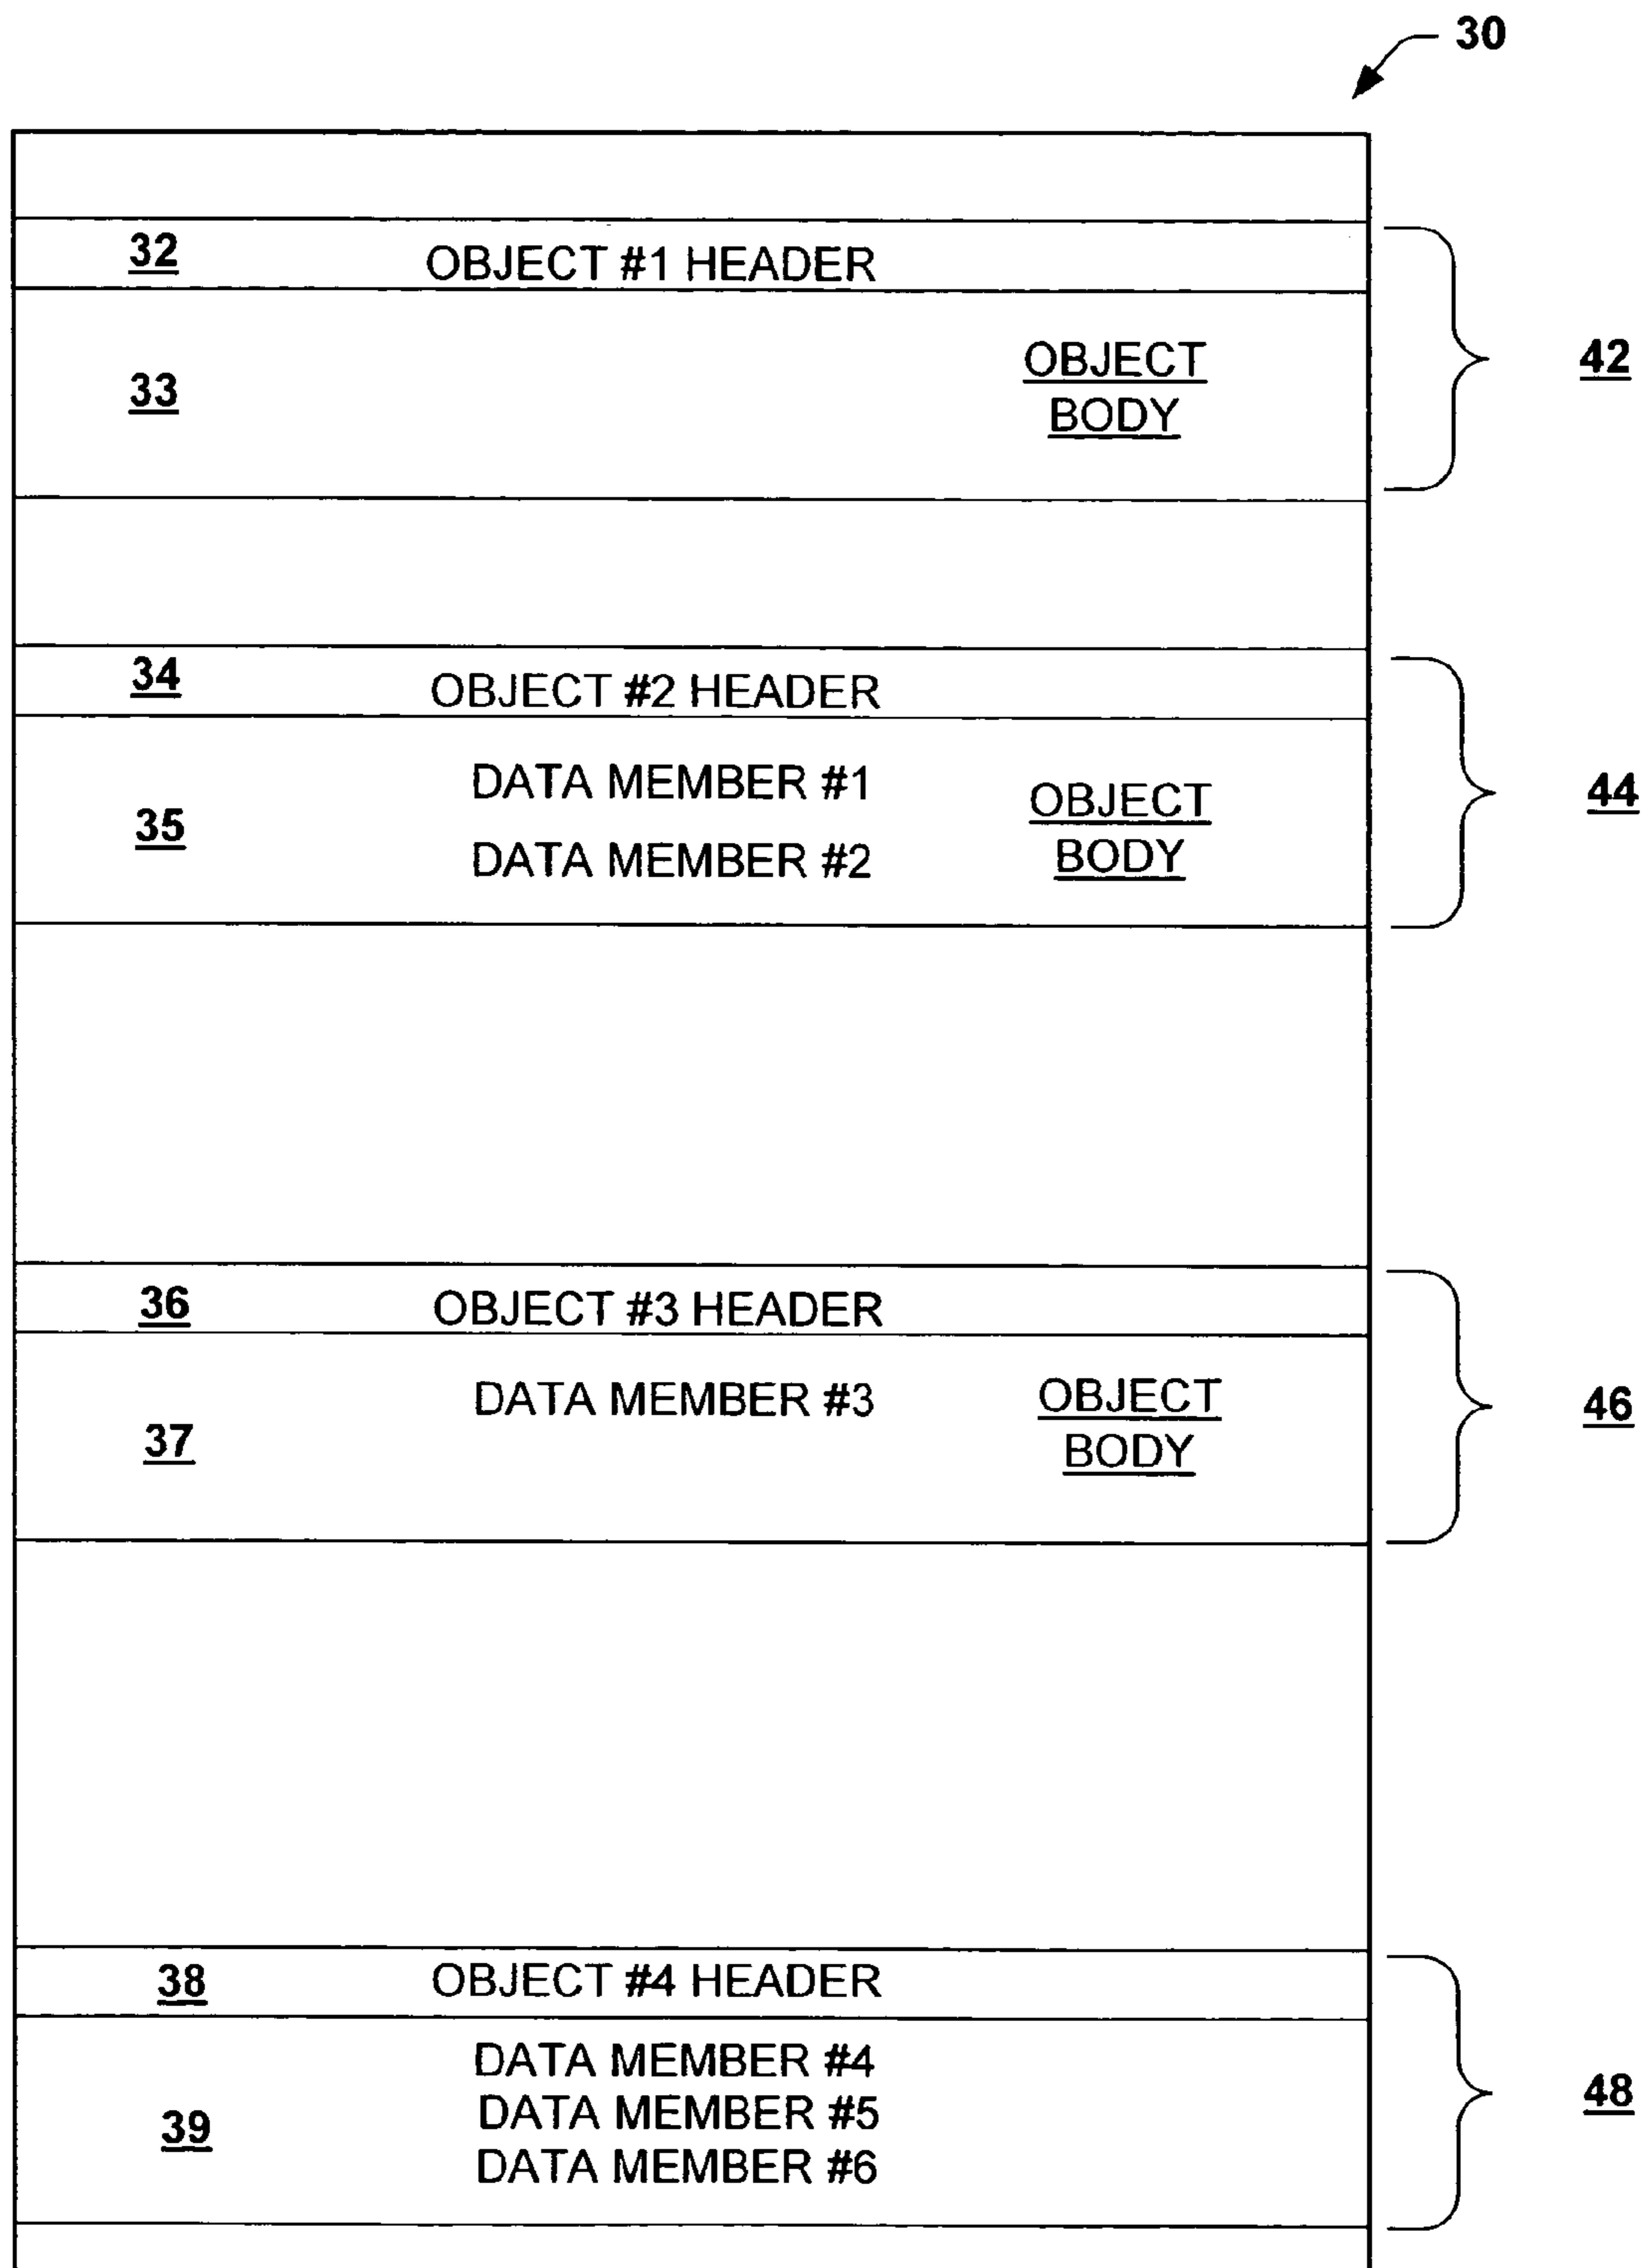 30
32 OBJECT #1 HEADER
33 OBJECT BODY
42
34 OBJECT #2 HEADER
DATA MEMBER #1
35 DATA MEMBER #2 OBJECT BODY
44
36 OBJECT #3 HEADER
37 DATA MEMBER #3 OBJECT BODY
46
38 OBJECT #4 HEADER
DATA MEMBER #4
39 DATA MEMBER #5
DATA MEMBER #6
48